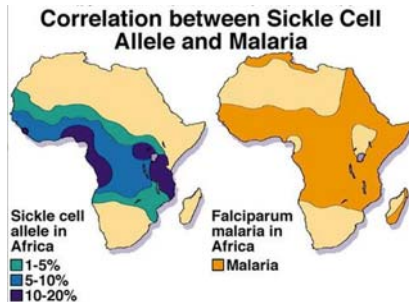 Correlation between Sickle Cell
Allele and Malaria
Sickle cell
allele in
Africa
1-5%
5-10%
10-20%
Falciparum
malaria in
Africa
Malaria